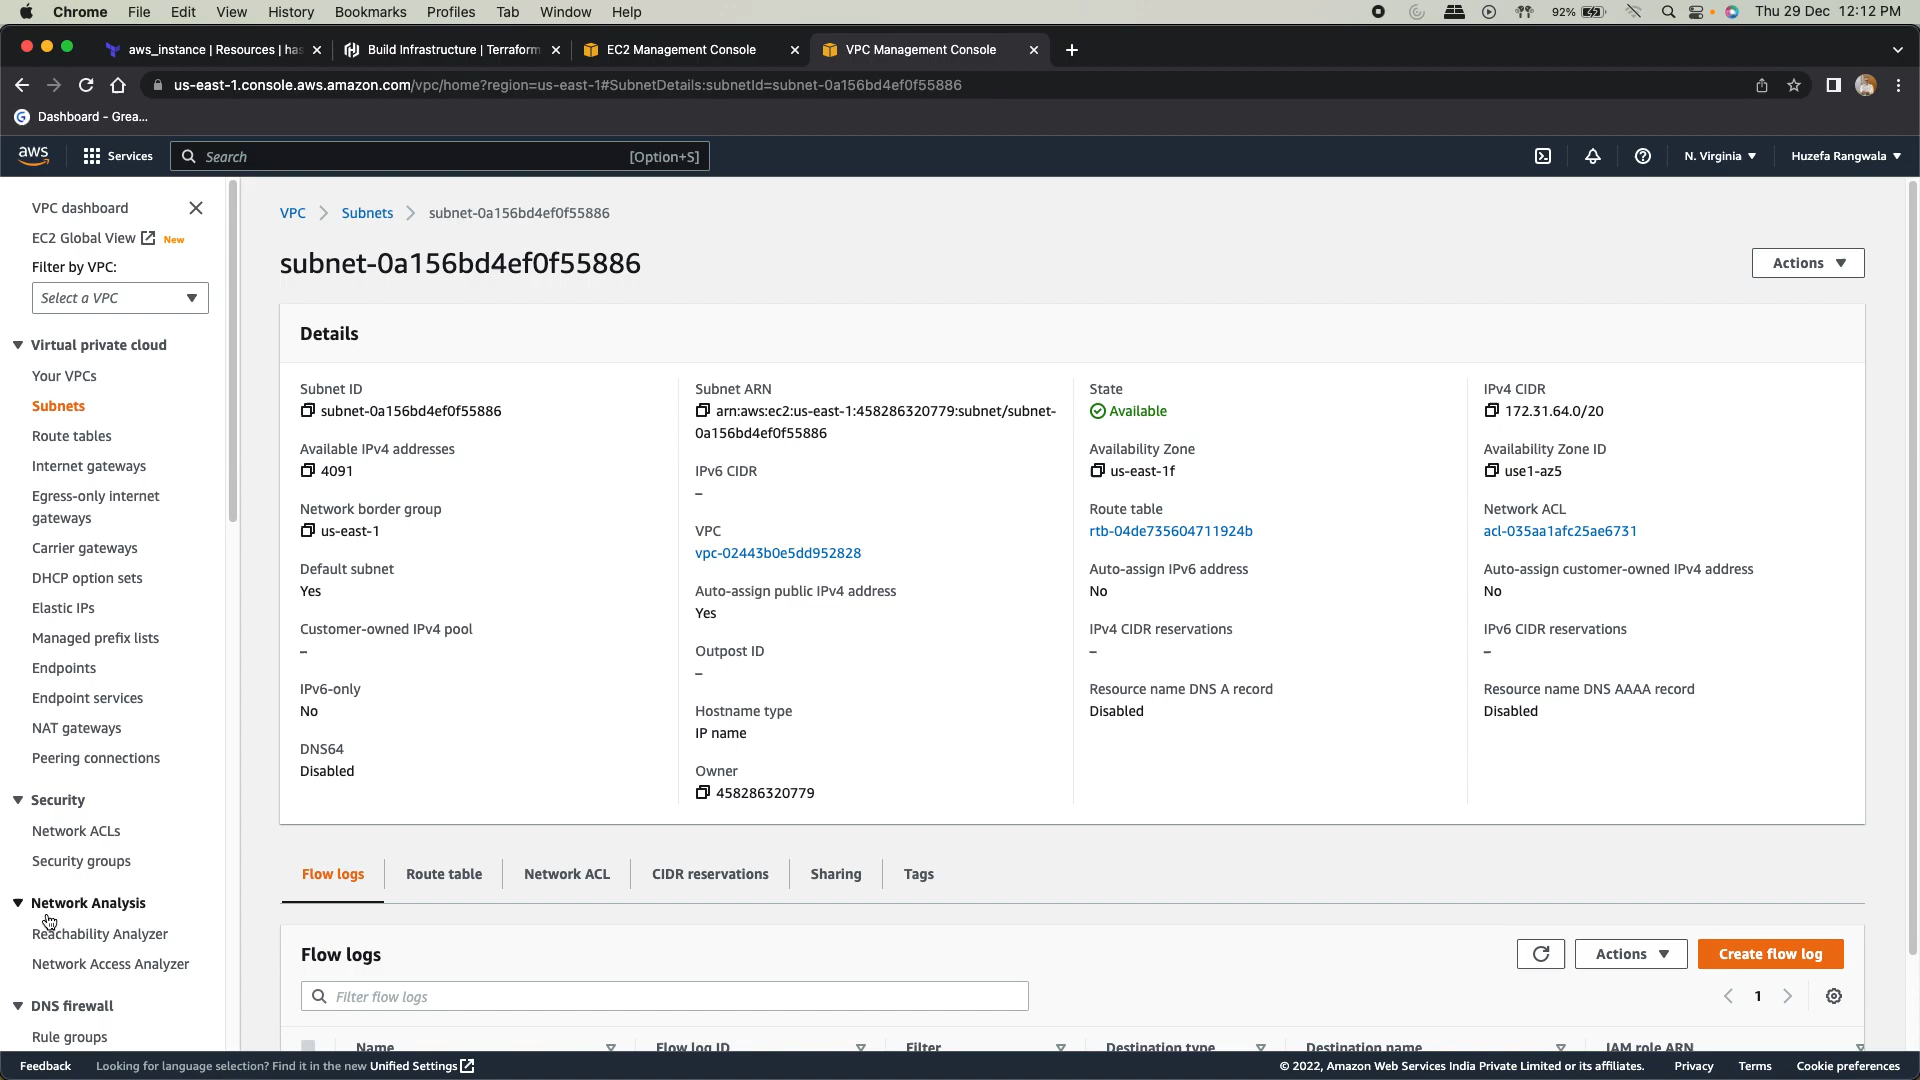 Chrome File Edit View History Bookmarks Profiles Tab Window Help 92% Thu 29 Dec 12:12 PM
aws_instance | Resources | has Build Infrastructure | Terraform EC2 Management Console VPC Management Console
us-east-1.console.aws.amazon.com/vpc/home?region=us-east-1#SubnetDetails:subnetId=subnet-0a156bd4ef0f55886
Dashboard - Grea...
aws Services Search [Option+S] N. Virginia Huzefa Rangwala
VPC dashboard
EC2 Global View New
Filter by VPC:
Select a VPC
Virtual private cloud
Your VPCs
Subnets
Route tables
Internet gateways
Egress-only internet
gateways
Carrier gateways
DHCP option sets
Elastic IPs
Managed prefix lists
Endpoints
Endpoint services
NAT gateways
Peering connections
Security
Network ACLs
Security groups
Network Analysis
Reachability Analyzer
Network Access Analyzer
DNS firewall
Rule groups
VPC Subnets subnet-0a156bd4ef0f55886
subnet-0a156bd4ef0f55886
Actions
Details
Subnet ID
subnet-0a156bd4ef0f55886
Available IPv4 addresses
4091
Network border group
us-east-1
Default subnet
Yes
Customer-owned IPv4 pool
–
IPv6-only
No
DNS64
Disabled
Subnet ARN
arn:aws:ec2:us-east-1:458286320779:subnet/subnet-
0a156bd4ef0f55886
IPv6 CIDR
–
VPC
vpc-02443b0e5dd952828
Auto-assign public IPv4 address
Yes
Outpost ID
–
Hostname type
IP name
Owner
458286320779
State
Available
Availability Zone
us-east-1f
Route table
rtb-04de735604711924b
Auto-assign IPv6 address
No
IPv4 CIDR reservations
–
Resource name DNS A record
Disabled
IPv4 CIDR
172.31.64.0/20
Availability Zone ID
use1-az5
Network ACL
acl-035aa1afc25ae6731
Auto-assign customer-owned IPv4 address
No
IPv6 CIDR reservations
–
Resource name DNS AAAA record
Disabled
Flow logs Route table Network ACL CIDR reservations Sharing Tags
Flow logs
Actions Create flow log
Filter flow logs
1
Name Flow log ID Filter Destination type Destination name IAM role ARN
Feedback Looking for language selection? Find it in the new Unified Settings © 2022, Amazon Web Services India Private Limited or its affiliates. Privacy Terms Cookie preferences